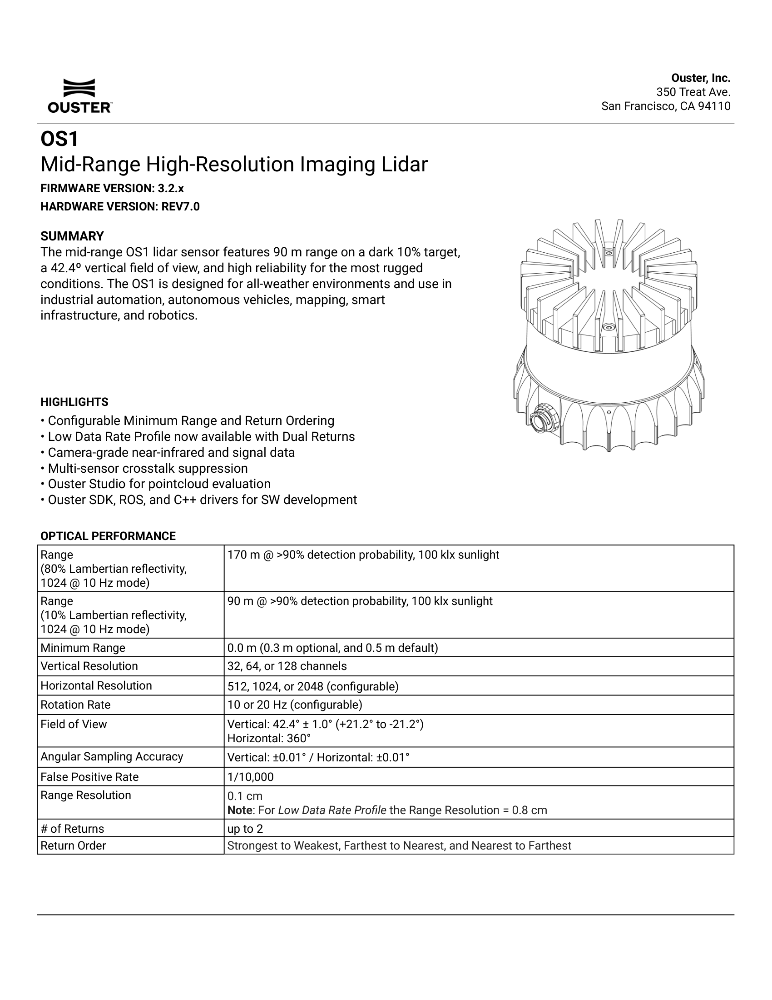 OUSTER™
Ouster, Inc.
350 Treat Ave.
San Francisco, CA 94110
OS1
Mid-Range High-Resolution Imaging Lidar
FIRMWARE VERSION: 3.2.x
HARDWARE VERSION: REV7.0
SUMMARY
The mid-range OS1 lidar sensor features 90 m range on a dark 10% target,
a 42.4º vertical field of view, and high reliability for the most rugged
conditions. The OS1 is designed for all-weather environments and use in
industrial automation, autonomous vehicles, mapping, smart
infrastructure, and robotics.
HIGHLIGHTS
• Configurable Minimum Range and Return Ordering
• Low Data Rate Profile now available with Dual Returns
• Camera-grade near-infrared and signal data
• Multi-sensor crosstalk suppression
• Ouster Studio for pointcloud evaluation
• Ouster SDK, ROS, and C++ drivers for SW development
OPTICAL PERFORMANCE
Range
(80% Lambertian reflectivity,
1024 @ 10 Hz mode)
170 m @ >90% detection probability, 100 klx sunlight
Range
(10% Lambertian reflectivity,
1024 @ 10 Hz mode)
90 m @ >90% detection probability, 100 klx sunlight
Minimum Range
0.0 m (0.3 m optional, and 0.5 m default)
Vertical Resolution
32, 64, or 128 channels
Horizontal Resolution
512, 1024, or 2048 (configurable)
Rotation Rate
10 or 20 Hz (configurable)
Field of View
Vertical: 42.4° ± 1.0° (+21.2° to -21.2°)
Horizontal: 360°
Angular Sampling Accuracy
Vertical: ±0.01° / Horizontal: ±0.01°
False Positive Rate
1/10,000
Range Resolution
0.1 cm
Note: For Low Data Rate Profile the Range Resolution = 0.8 cm
# of Returns
up to 2
Return Order
Strongest to Weakest, Farthest to Nearest, and Nearest to Farthest